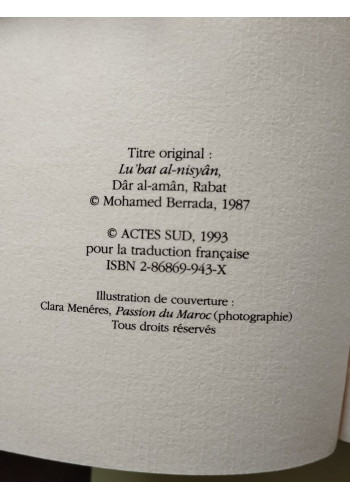 Titre original :
Lu'bat al-nisyân,
Dâr al-amân, Rabat
© Mohamed Berrada, 1987
© ACTES SUD, 1993
pour la traduction française
ISBN 2-86869-943-X
Illustration de couverture :
Clara Menéres, Passion du Maroc (photographie)
Tous droits réservés